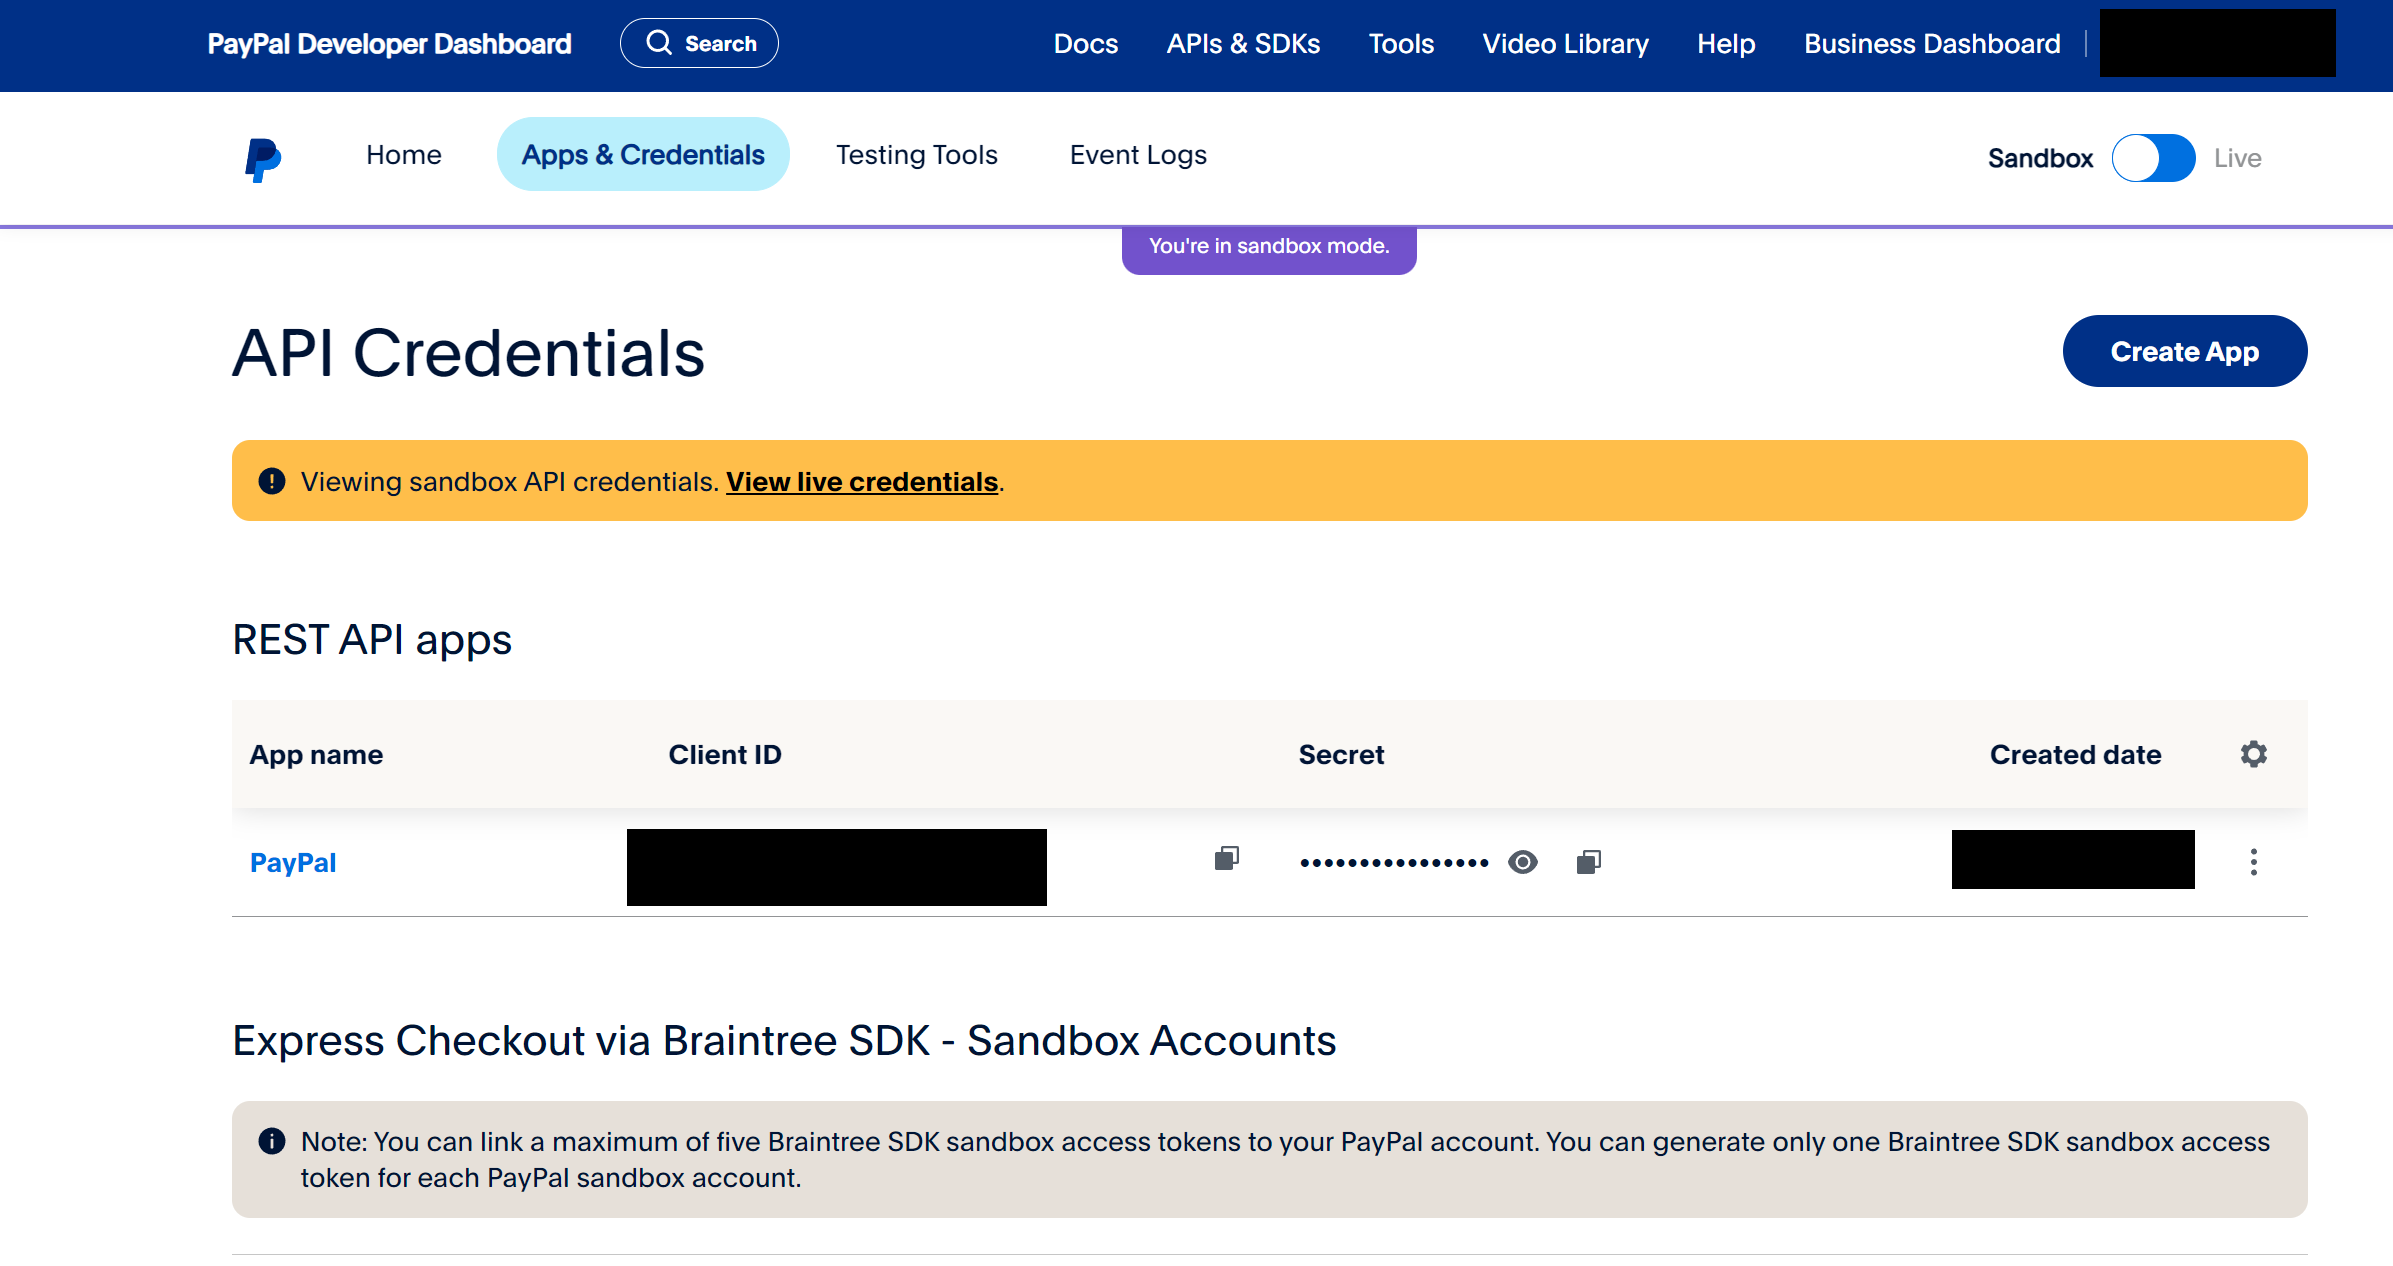 PayPal Developer Dashboard
Search
Docs
APIs & SDKs
Tools
Video Library
Help
Business Dashboard
Home
Apps & Credentials
Testing Tools
Event Logs
Sandbox
Live
You're in sandbox mode.
API Credentials
Create App
Viewing sandbox API credentials. View live credentials.
REST API apps
App name
Client ID
Secret
Created date
PayPal
••••••••••••••••
Express Checkout via Braintree SDK - Sandbox Accounts
Note: You can link a maximum of five Braintree SDK sandbox access tokens to your PayPal account. You can generate only one Braintree SDK sandbox access
token for each PayPal sandbox account.